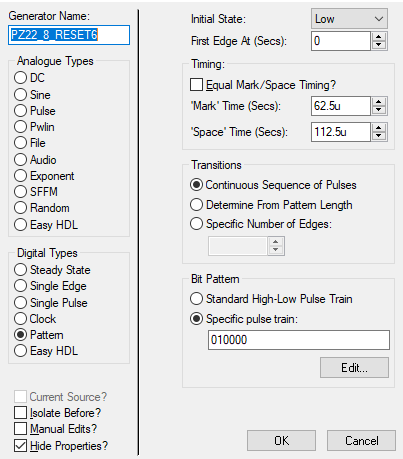 Generator Name:
PZ22_8_RESET6
Analogue Types
DC
Sine
Pulse
Pwlin
File
Audio
Exponent
SFFM
Random
Easy HDL
Digital Types
Steady State
Single Edge
Single Pulse
Clock
Pattern
Easy HDL
Current Source?
Isolate Before?
Manual Edits?
Hide Properties?
Initial State: Low
First Edge At (Secs): 0
Timing:
Equal Mark/Space Timing?
'Mark' Time (Secs): 62.5u
'Space' Time (Secs): 112.5u
Transitions
Continuous Sequence of Pulses
Determine From Pattern Length
Specific Number of Edges:
Bit Pattern
Standard High-Low Pulse Train
Specific pulse train:
010000
Edit...
OK Cancel